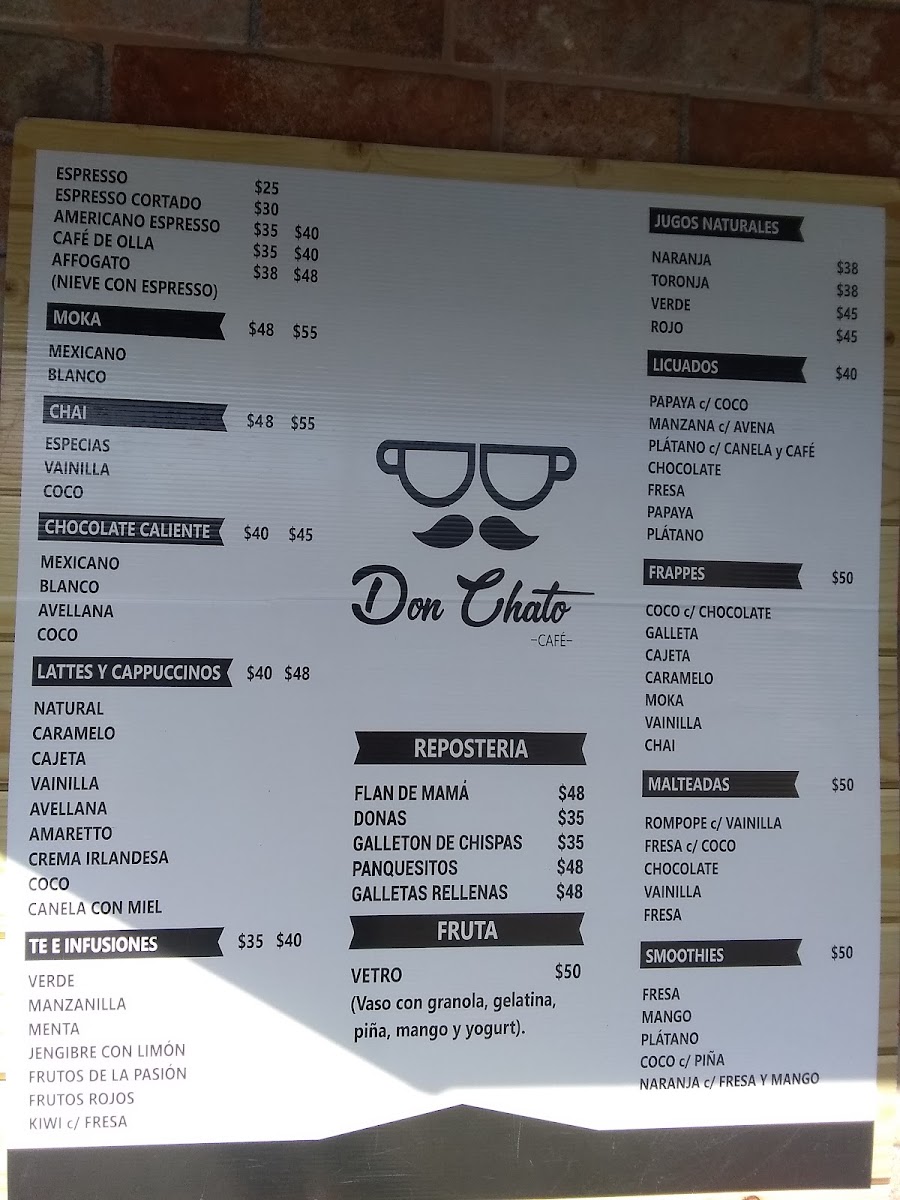 ESPRESSO $25
ESPRESSO CORTADO $30
AMERICANO ESPRESSO $35 $40
CAFÉ DE OLLA $35 $40
AFFOGATO $38 $48
(NIEVE CON ESPRESSO)
MOKA $48 $55
MEXICANO
BLANCO
CHAI $48 $55
ESPECIAS
VAINILLA
COCO
CHOCOLATE CALIENTE $40 $45
MEXICANO
BLANCO
AVELLANA
COCO
LATTES Y CAPPUCCINOS $40 $48
NATURAL
CARAMELO
CAJETA
VAINILLA
AVELLANA
AMARETTO
CREMA IRLANDESA
COCO
CANELA CON MIEL
TE E INFUSIONES $35 $40
VERDE
MANZANILLA
MENTA
JENGIBRE CON LIMÓN
FRUTOS DE LA PASIÓN
FRUTOS ROJOS
KIWI c/ FRESA
Don Chato
-CAFÉ-
REPOSTERIA
FLAN DE MAMÁ $48
DONAS $35
GALLETON DE CHISPAS $35
PANQUESITOS $48
GALLETAS RELLENAS $48
FRUTA
VETRO $50
(Vaso con granola, gelatina,
piña, mango y yogurt).
JUGOS NATURALES
NARANJA $38
TORONJA $38
VERDE $45
ROJO $45
LICUADOS $40
PAPAYA c/ COCO
MANZANA c/ AVENA
PLÁTANO c/ CANELA y CAFÉ
CHOCOLATE
FRESA
PAPAYA
PLÁTANO
FRAPPES $50
COCO c/ CHOCOLATE
GALLETA
CAJETA
CARAMELO
MOKA
VAINILLA
CHAI
MALTEADAS $50
ROMPOPE c/ VAINILLA
FRESA c/ COCO
CHOCOLATE
VAINILLA
FRESA
SMOOTHIES $50
FRESA
MANGO
PLÁTANO
COCO c/ PIÑA
NARANJA c/ FRESA Y MANGO